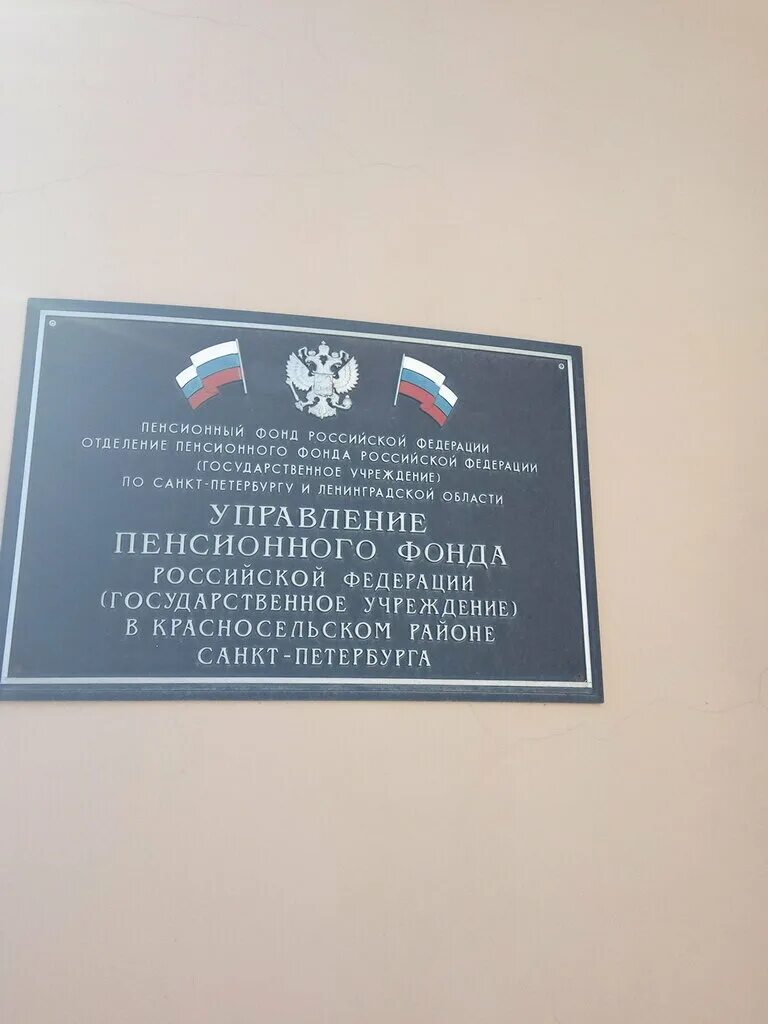 ПЕНСИОННЫЙ ФОНД РОССИЙСКОЙ ФЕДЕРАЦИИ
ОТДЕЛЕНИЕ ПЕНСИОННОГО ФОНДА РОССИЙСКОЙ ФЕДЕРАЦИИ
(ГОСУДАРСТВЕННОЕ УЧРЕЖДЕНИЕ)
ПО САНКТ-ПЕТЕРБУРГУ И ЛЕНИНГРАДСКОЙ ОБЛАСТИ
УПРАВЛЕНИЕ
ПЕНСИОННОГО ФОНДА
РОССИЙСКОЙ ФЕДЕРАЦИИ
(ГОСУДАРСТВЕННОЕ УЧРЕЖДЕНИЕ)
В КРАСНОСЕЛЬСКОМ РАЙОНЕ
САНКТ-ПЕТЕРБУРГА